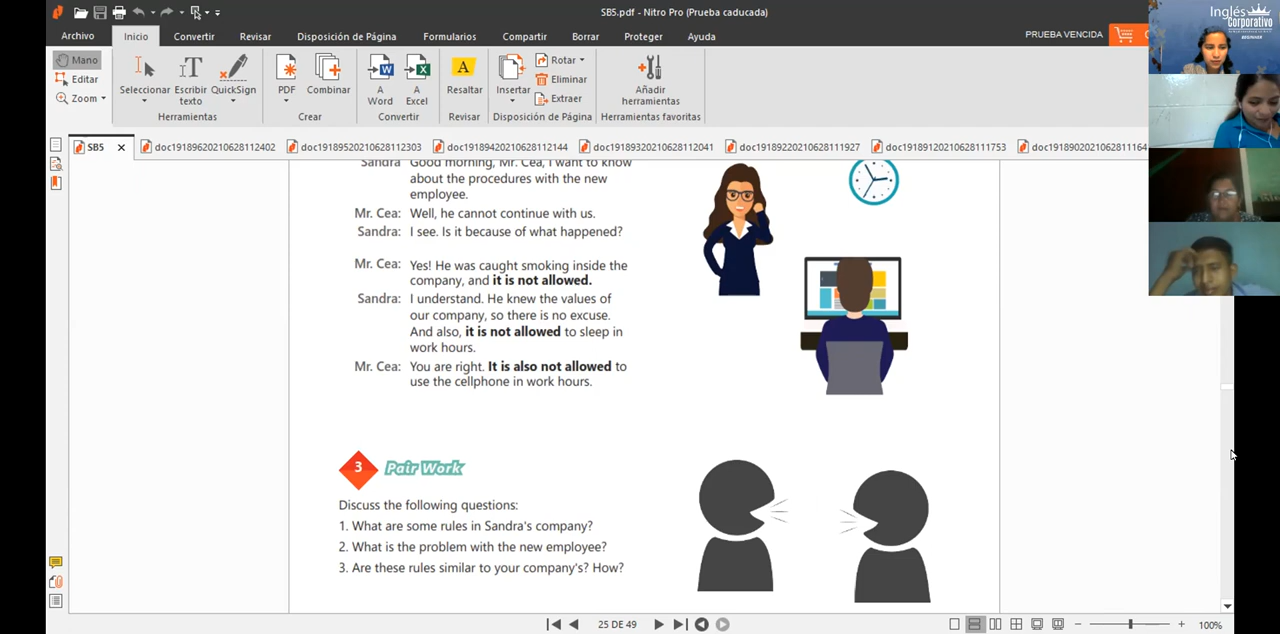 SB5.pdf - Nitro Pro (Prueba caducada)
Archivo Inicio Convertir Revisar Disposición de Página Formularios Compartir Borrar Proteger Ayuda PRUEBA VENCIDA
Mano
Editar
Zoom
Seleccionar
Escribir texto
QuickSign
Herramientas
PDF
Combinar
Crear
A Word
A Excel
Convertir
Resaltar
Revisar
Insertar
Rotar
Eliminar
Extraer
Disposición de Página
Añadir herramientas
Herramientas favoritas
Inglés
Corporativo
BEGINNER
SB5 doc19189620210628112402 doc19189520210628112303 doc19189420210628112144 doc19189320210628112041 doc19189220210628111927 doc19189120210628111753 doc19189020210628111164
Sandra Good morning, Mr. Cea, I want to know
about the procedures with the new
employee.
Mr. Cea: Well, he cannot continue with us.
Sandra: I see. Is it because of what happened?
Mr. Cea: Yes! He was caught smoking inside the
company, and it is not allowed.
Sandra: I understand. He knew the values of
our company, so there is no excuse.
And also, it is not allowed to sleep in
work hours.
Mr. Cea: You are right. It is also not allowed to
use the cellphone in work hours.
3 Pair Work
Discuss the following questions:
1. What are some rules in Sandra's company?
2. What is the problem with the new employee?
3. Are these rules similar to your company's? How?
25 DE 49
100%